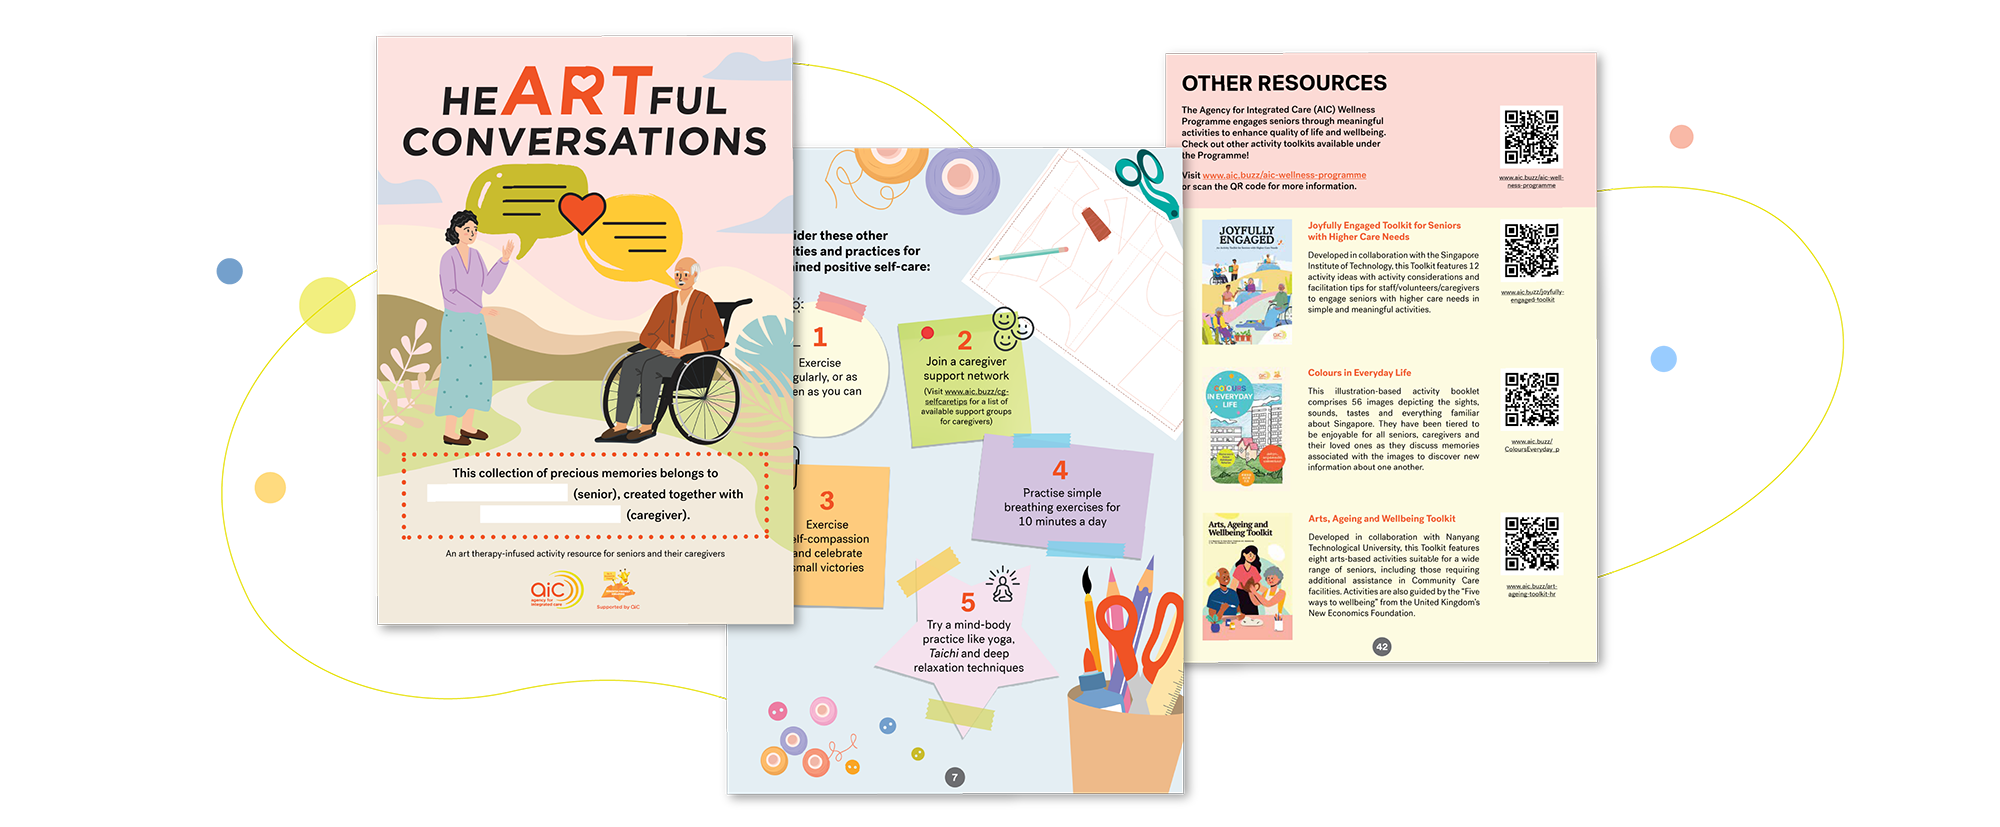 HEARTFUL
CONVERSATIONS
This collection of precious memories belongs to
(senior), created together with
(caregiver).
An art therapy-infused activity resource for seniors and their caregivers
aic
agency for
integrated care
Supported by AIC
these other
and practices for
positive self-care:
1
Exercise
or as
as you can
2
Join a caregiver
support network
(Visit www.aic.buzz/cg-
selfcaretips for a list of
available support groups
for caregivers)
3
Exercise
and celebrate
small victories
4
Practise simple
breathing exercises for
10 minutes a day
5
Try a mind-body
practice like yoga,
Taichi and deep
relaxation techniques
7
OTHER RESOURCES
The Agency for Integrated Care (AIC) Wellness
Programme engages seniors through meaningful
activities to enhance quality of life and wellbeing.
Check out other activity toolkits available under
the Programme!
Visit www.aic.buzz/aic-wellness-programme
or scan the QR code for more information.
www.aic.buzz/aic-well-
ness-programme
JOYFULLY
ENGAGED
Joyfully Engaged Toolkit for Seniors
with Higher Care Needs
Developed in collaboration with the Singapore
Institute of Technology, this Toolkit features 12
activity ideas with activity considerations and
facilitation tips for staff/volunteers/caregivers
to engage seniors with higher care needs in
simple and meaningful activities.
www.aic.buzz/joyfully-
engaged-toolkit
COLOURS
IN EVERYDAY
LIFE
Colours in Everyday Life
This illustration-based activity booklet
comprises 56 images depicting the sights,
sounds, tastes and everything familiar
about Singapore. They have been tiered to
be enjoyable for all seniors, caregivers and
their loved ones as they discuss memories
associated with the images to discover new
information about one another.
www.aic.buzz/
ColoursEveryday_p
Arts, Ageing and
Wellbeing Toolkit
Arts, Ageing and Wellbeing Toolkit
Developed in collaboration with Nanyang
Technological University, this Toolkit features
eight arts-based activities suitable for a wide
range of seniors, including those requiring
additional assistance in Community Care
facilities. Activities are also guided by the “Five
ways to wellbeing” from the United Kingdom’s
New Economics Foundation.
www.aic.buzz/art-
ageing-toolkit-hr
42